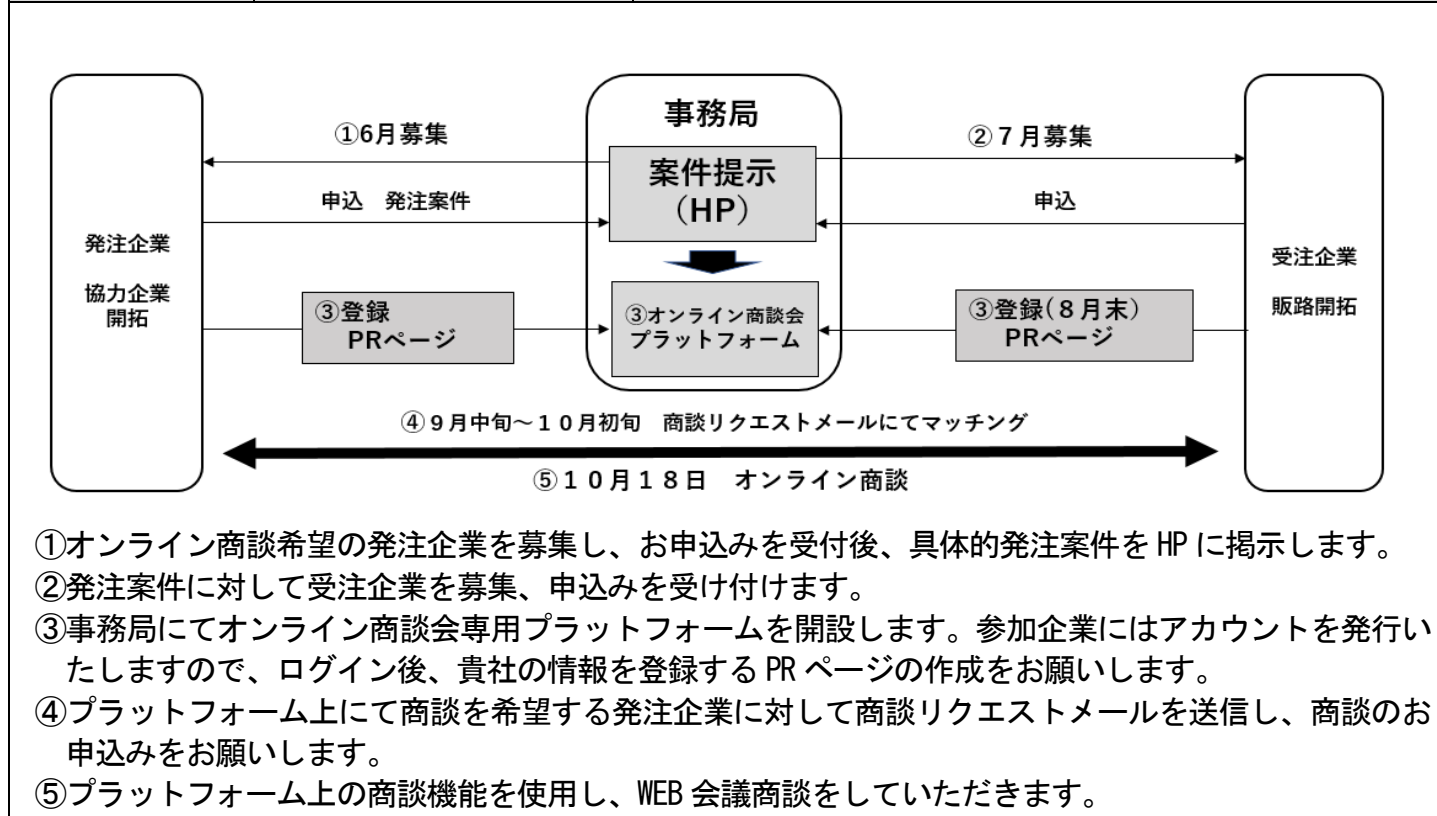 事務局
①6月募集
②７月募集
案件提示
（HP）
申込　発注案件
申込
発注企業
協力企業
開拓
受注企業
販路開拓
③登録
PRページ
③オンライン商談会
プラットフォーム
③登録（８月末）
PRページ
④９月中旬～１０月初旬　商談リクエストメールにてマッチング
⑤１０月１８日　オンライン商談
①オンライン商談希望の発注企業を募集し、お申込みを受付後、具体的発注案件を HP に掲示します。
②発注案件に対して受注企業を募集、申込みを受け付けます。
③事務局にてオンライン商談会専用プラットフォームを開設します。参加企業にはアカウントを発行い
たしますので、ログイン後、貴社の情報を登録する PR ページの作成をお願いします。
④プラットフォーム上にて商談を希望する発注企業に対して商談リクエストメールを送信し、商談のお
申込みをお願いします。
⑤プラットフォーム上の商談機能を使用し、WEB 会議商談をしていただきます。